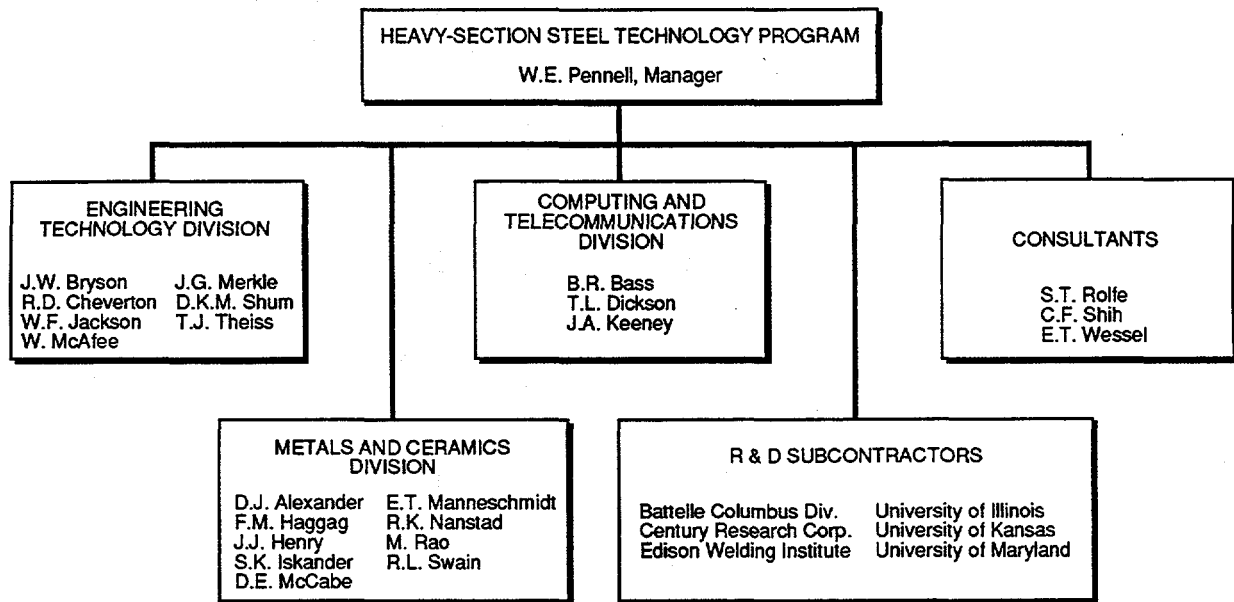 HEAVY-SECTION STEEL TECHNOLOGY PROGRAM
W.E. Pennell, Manager
ENGINEERING
TECHNOLOGY DIVISION
J.W. Bryson J.G. Merkle
R.D. Cheverton D.K.M. Shum
W.F. Jackson T.J. Theiss
W. McAfee
COMPUTING AND
TELECOMMUNICATIONS
DIVISION
B.R. Bass
T.L. Dickson
J.A. Keeney
CONSULTANTS
S.T. Rolfe
C.F. Shih
E.T. Wessel
METALS AND CERAMICS
DIVISION
D.J. Alexander E.T. Manneschmidt
F.M. Haggag R.K. Nanstad
J.J. Henry M. Rao
S.K. Iskander R.L. Swain
D.E. McCabe
R & D SUBCONTRACTORS
Battelle Columbus Div. University of Illinois
Century Research Corp. University of Kansas
Edison Welding Institute University of Maryland